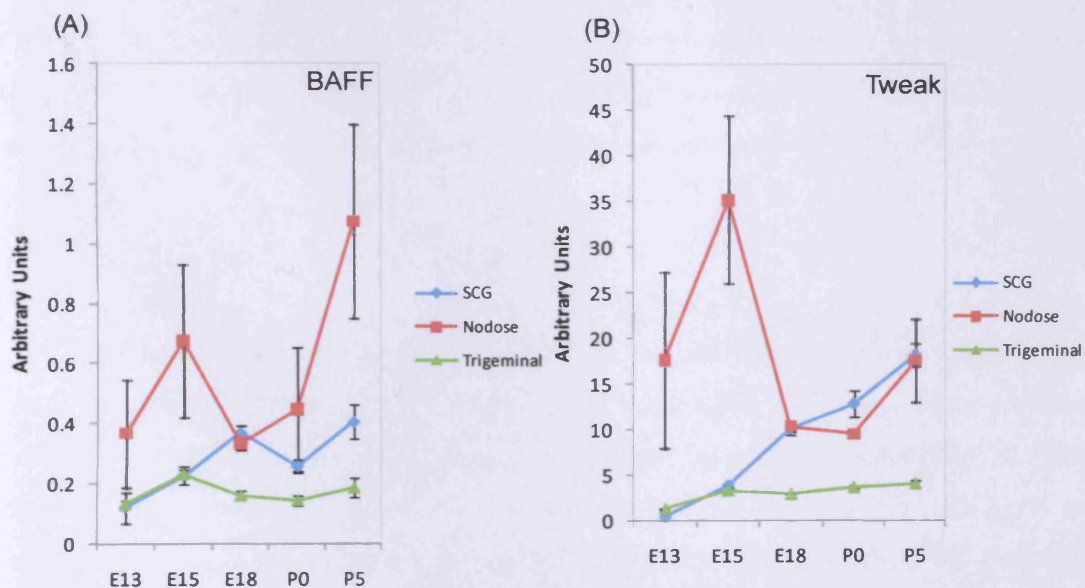 (A)
BAFF
Arbitrary Units
1.6
1.4
1.2
1
0.8
0.6
0.4
0.2
0
E13 E15 E18 P0 P5
SCG
Nodose
Trigeminal
(B)
Tweak
Arbitrary Units
50
45
40
35
30
25
20
15
10
5
0
E13 E15 E18 P0 P5
SCG
Nodose
Trigeminal